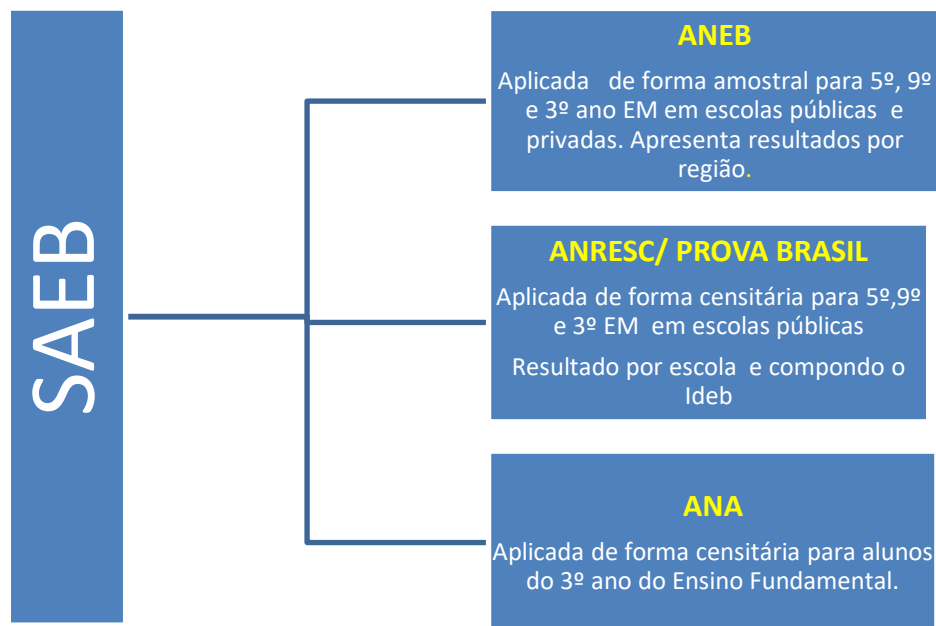 SAEB
ANEB
Aplicada de forma amostral para 5º, 9º
e 3º ano EM em escolas públicas e
privadas. Apresenta resultados por
região.
ANRESC/ PROVA BRASIL
Aplicada de forma censitária para 5º,9º
e 3º EM em escolas públicas
Resultado por escola e compondo o
Ideb
ANA
Aplicada de forma censitária para alunos
do 3º ano do Ensino Fundamental.